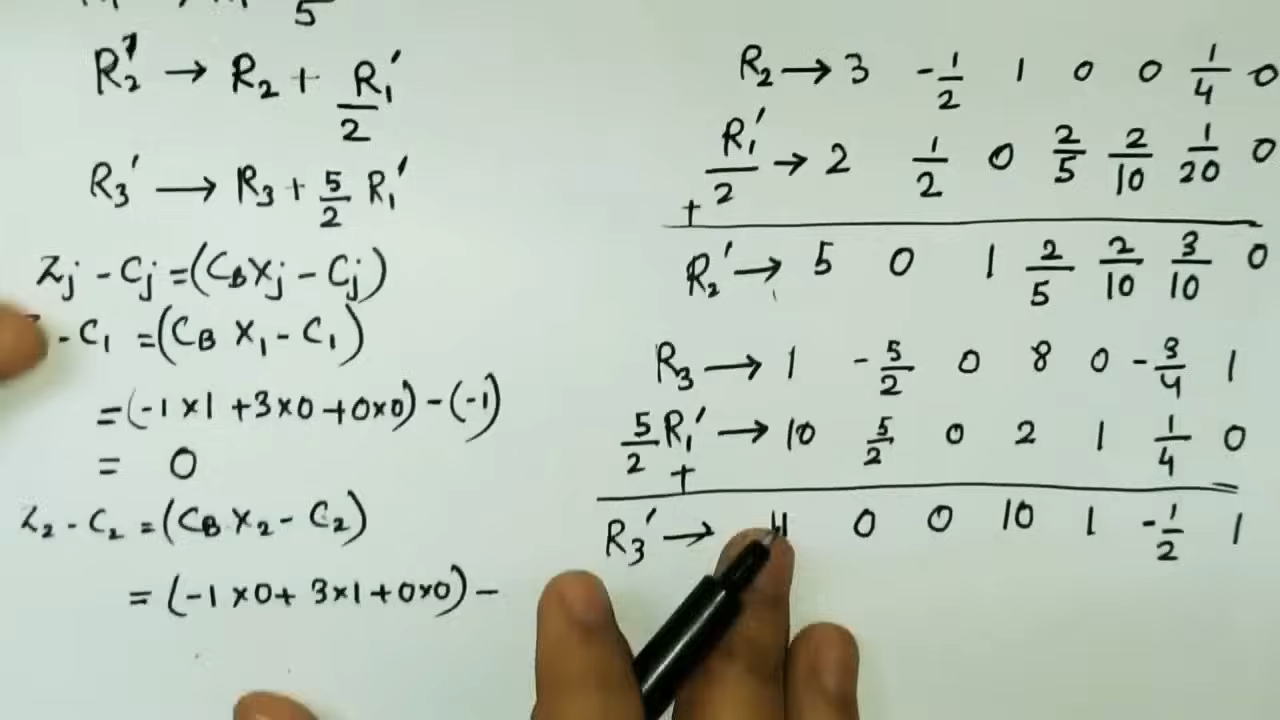 5
R₂' → R₂ + R₁'/2
R₃' → R₃ + 5/2 R₁'
Zj - Cj = (CB Xj - Cj)
- C₁ = (CB X₁ - C₁)
= (-1 × 1 + 3 × 0 + 0 × 0) - (-1)
= 0
Z₂ - C₂ = (CB X₂ - C₂)
= (-1 × 0 + 3 × 1 + 0 × 0) -
R₂ → 3 -1/2 1 0 0 1/4 0
+ R₁'/2 → 2 1/2 0 2/5 2/10 1/20 0
R₂' → 5 0 1 2/5 2/10 3/10 0
R₃ → 1 -5/2 0 8 0 -3/4 1
5/2 R₁' → 10 5/2 0 2 1 1/4 0
+
R₃' → 11 0 0 10 1 -1/2 1